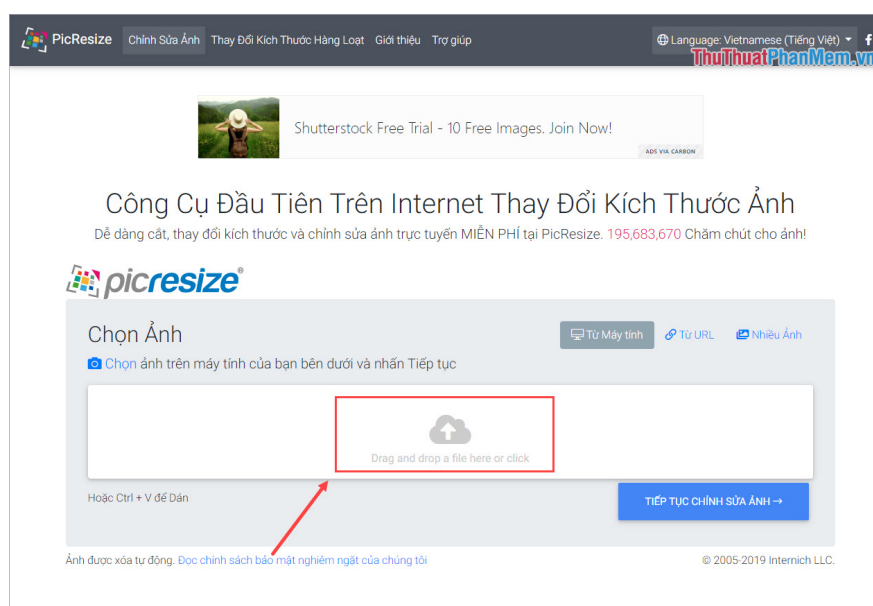 PicResize Chỉnh Sửa Ảnh Thay Đổi Kích Thước Hàng Loạt Giới thiệu Trợ giúp Language: Vietnamese (Tiếng Việt)
ThuThuatPhanMem.vn
Shutterstock Free Trial - 10 Free Images. Join Now!
ADS VIA CARBON
Công Cụ Đầu Tiên Trên Internet Thay Đổi Kích Thước Ảnh
Dễ dàng cắt, thay đổi kích thước và chỉnh sửa ảnh trực tuyến MIỄN PHÍ tại PicResize. 195,683,670 Chăm chút cho ảnh!
picresize®
Chọn Ảnh Từ Máy tính Từ URL Nhiều Ảnh
Chọn ảnh trên máy tính của bạn bên dưới và nhấn Tiếp tục
Drag and drop a file here or click
Hoặc Ctrl + V để Dán TIẾP TỤC CHỈNH SỬA ẢNH→
Ảnh được xóa tự động. Đọc chính sách bảo mật nghiêm ngặt của chúng tôi © 2005-2019 Internich LLC.